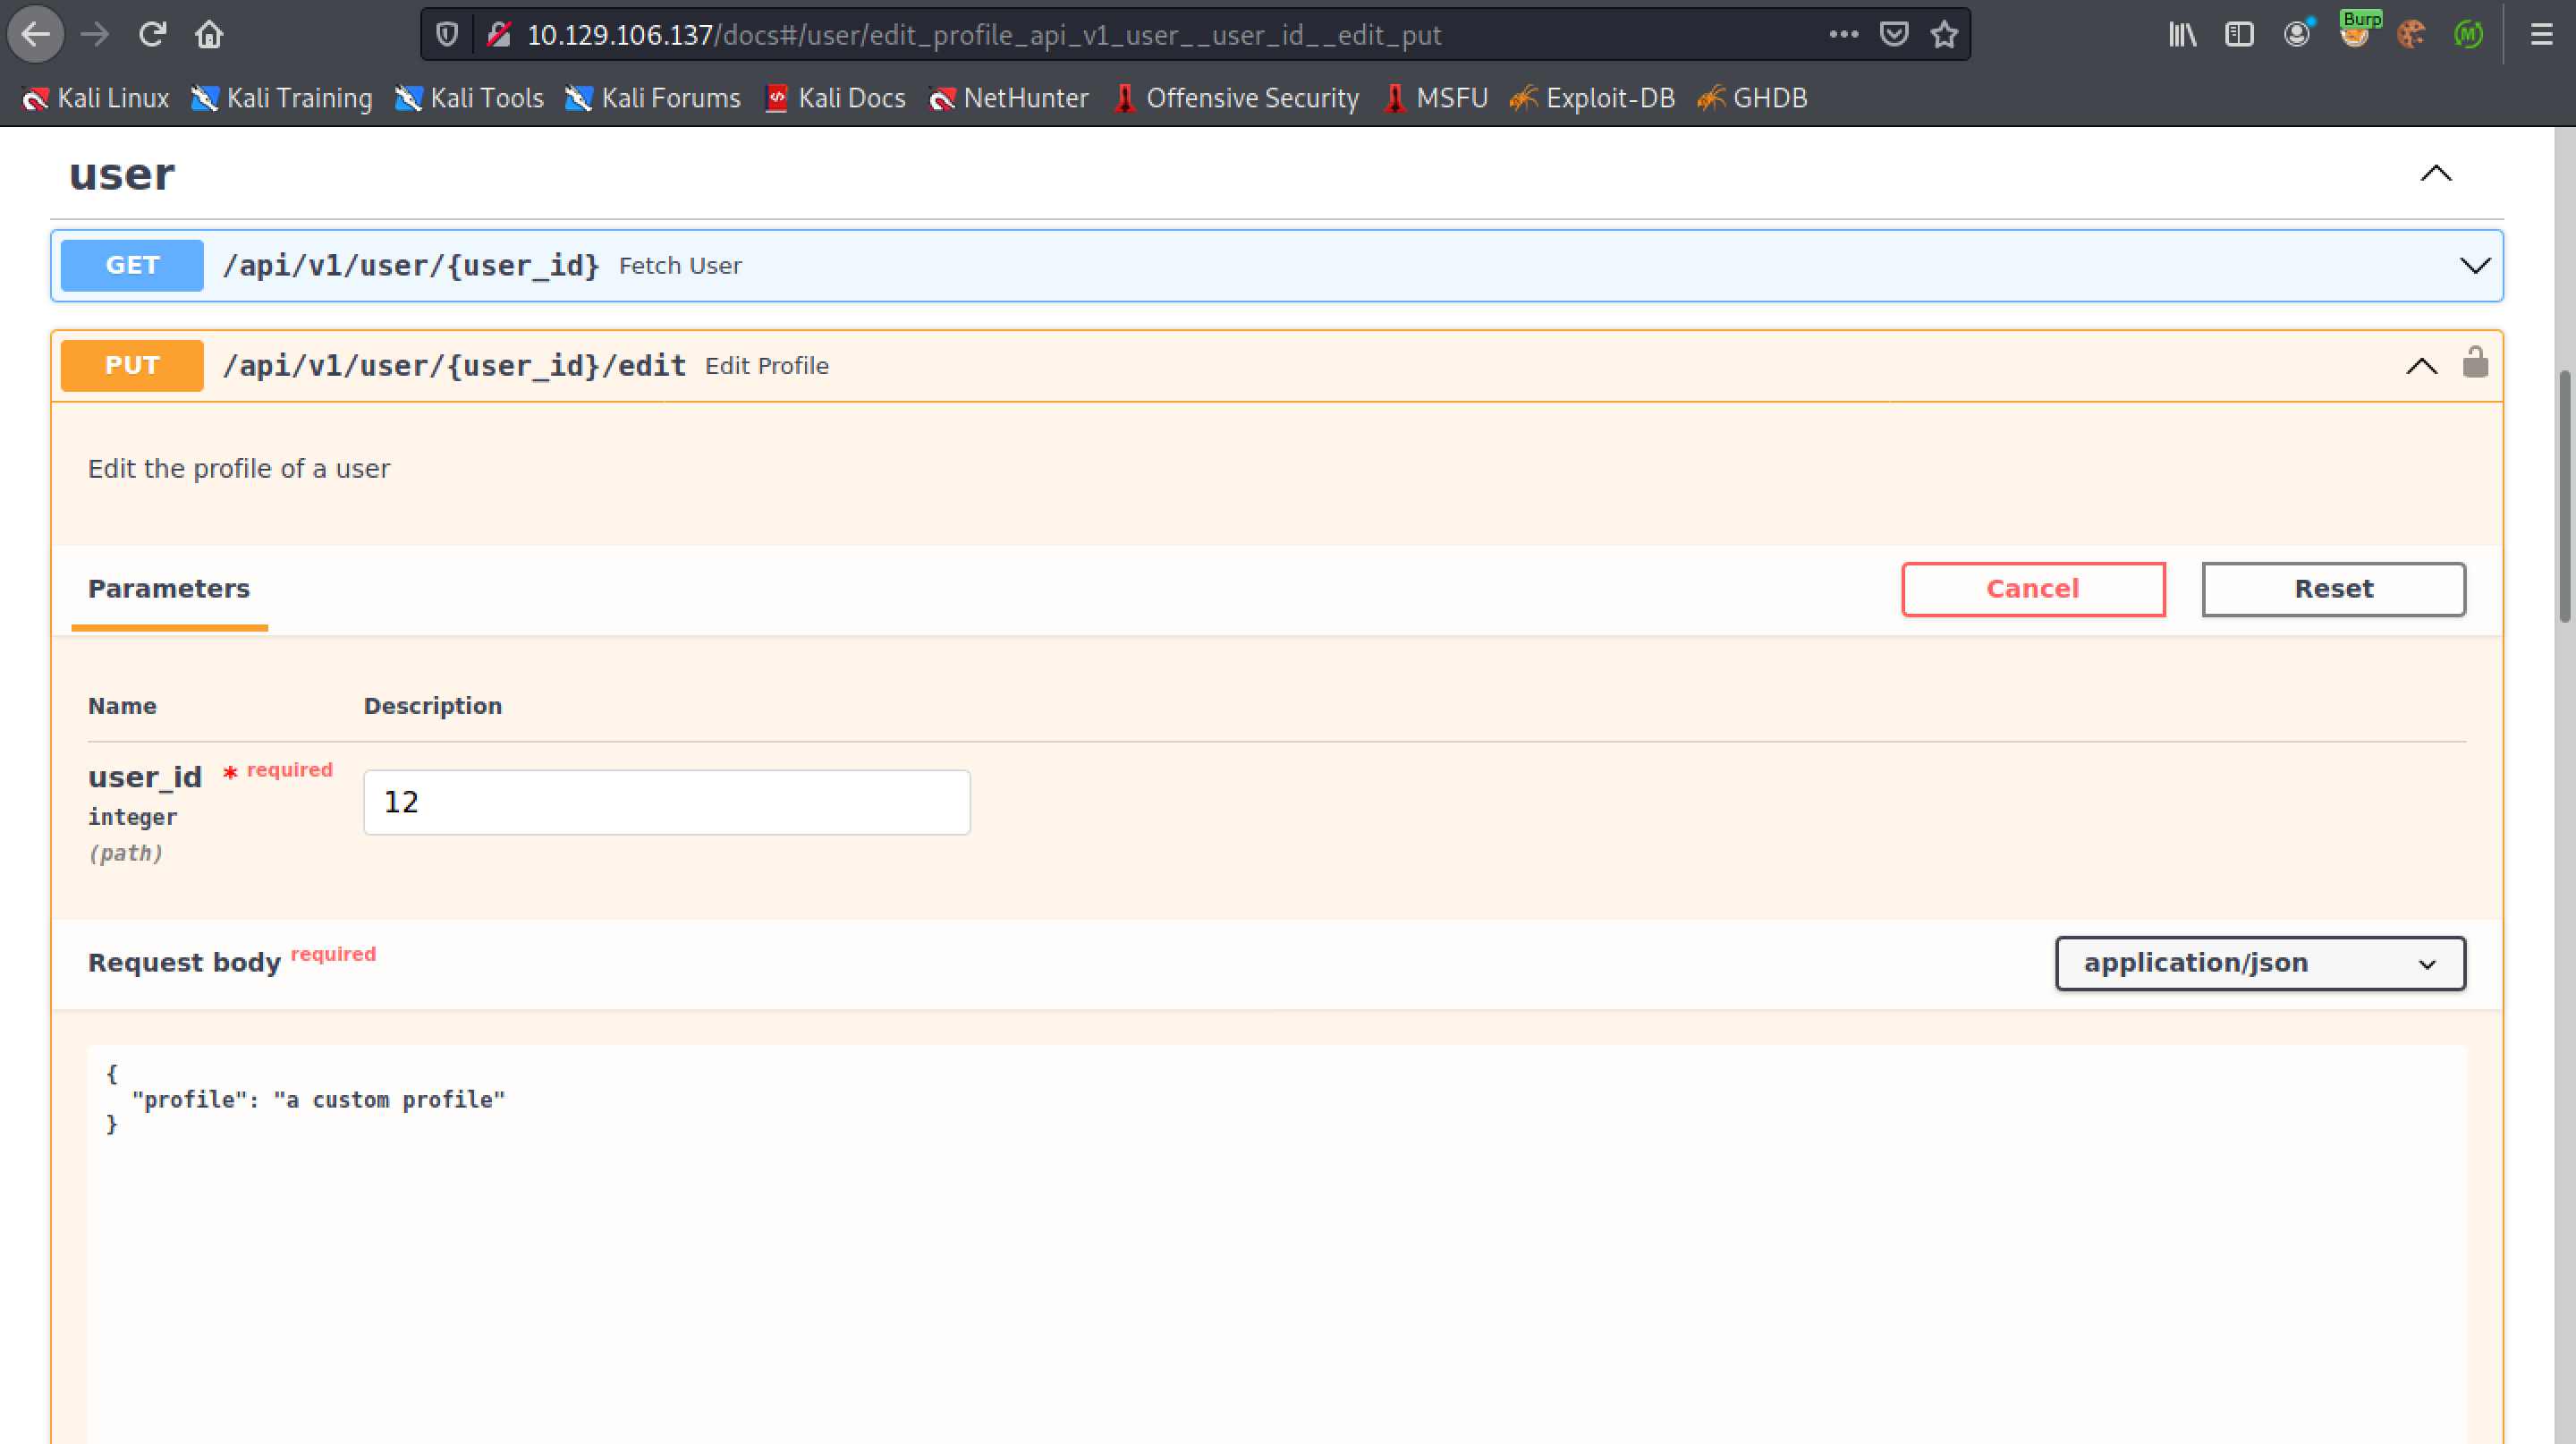 10.129.106.137/docs#/user/edit_profile_api_v1_user__user_id__edit_put
Burp
Kali Linux Kali Training Kali Tools Kali Forums Kali Docs NetHunter Offensive Security MSFU Exploit-DB GHDB
user
GET /api/v1/user/{user_id} Fetch User
PUT /api/v1/user/{user_id}/edit Edit Profile
Edit the profile of a user
Parameters Cancel Reset
Name Description
user_id * required
integer
(path)
12
Request body required application/json
{
"profile": "a custom profile"
}